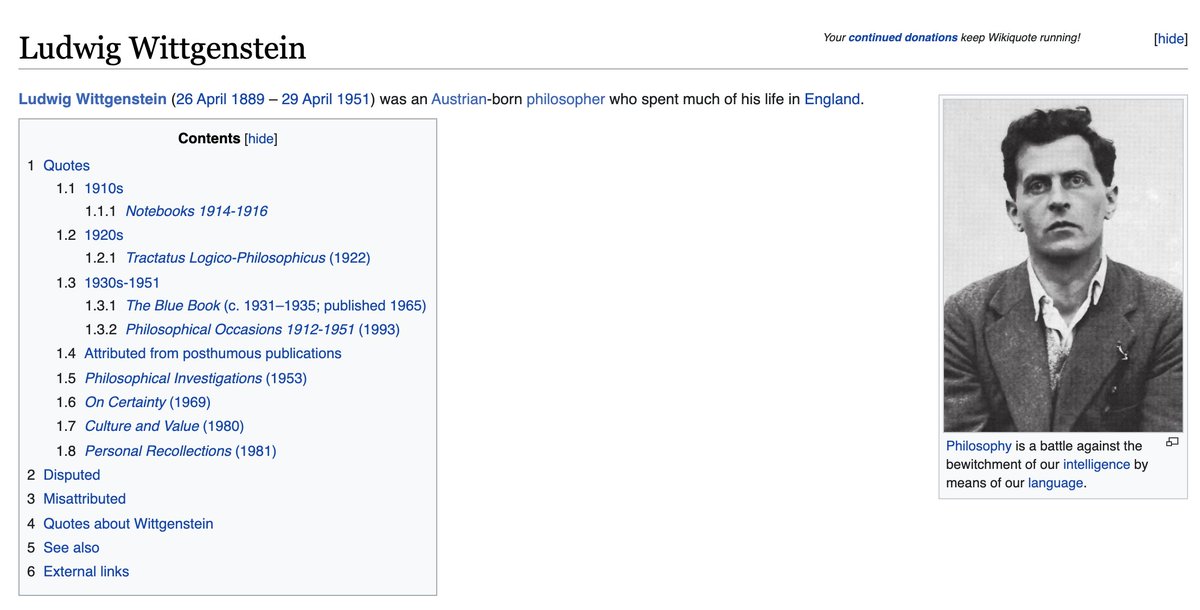 Ludwig Wittgenstein
Your continued donations keep Wikiquote running!
[hide]
Ludwig Wittgenstein (26 April 1889 – 29 April 1951) was an Austrian-born philosopher who spent much of his life in England.
Contents [hide]
1 Quotes
1.1 1910s
1.1.1 Notebooks 1914-1916
1.2 1920s
1.2.1 Tractatus Logico-Philosophicus (1922)
1.3 1930s-1951
1.3.1 The Blue Book (c. 1931–1935; published 1965)
1.3.2 Philosophical Occasions 1912-1951 (1993)
1.4 Attributed from posthumous publications
1.5 Philosophical Investigations (1953)
1.6 On Certainty (1969)
1.7 Culture and Value (1980)
1.8 Personal Recollections (1981)
2 Disputed
3 Misattributed
4 Quotes about Wittgenstein
5 See also
6 External links
Philosophy is a battle against the
bewitchment of our intelligence by
means of our language.